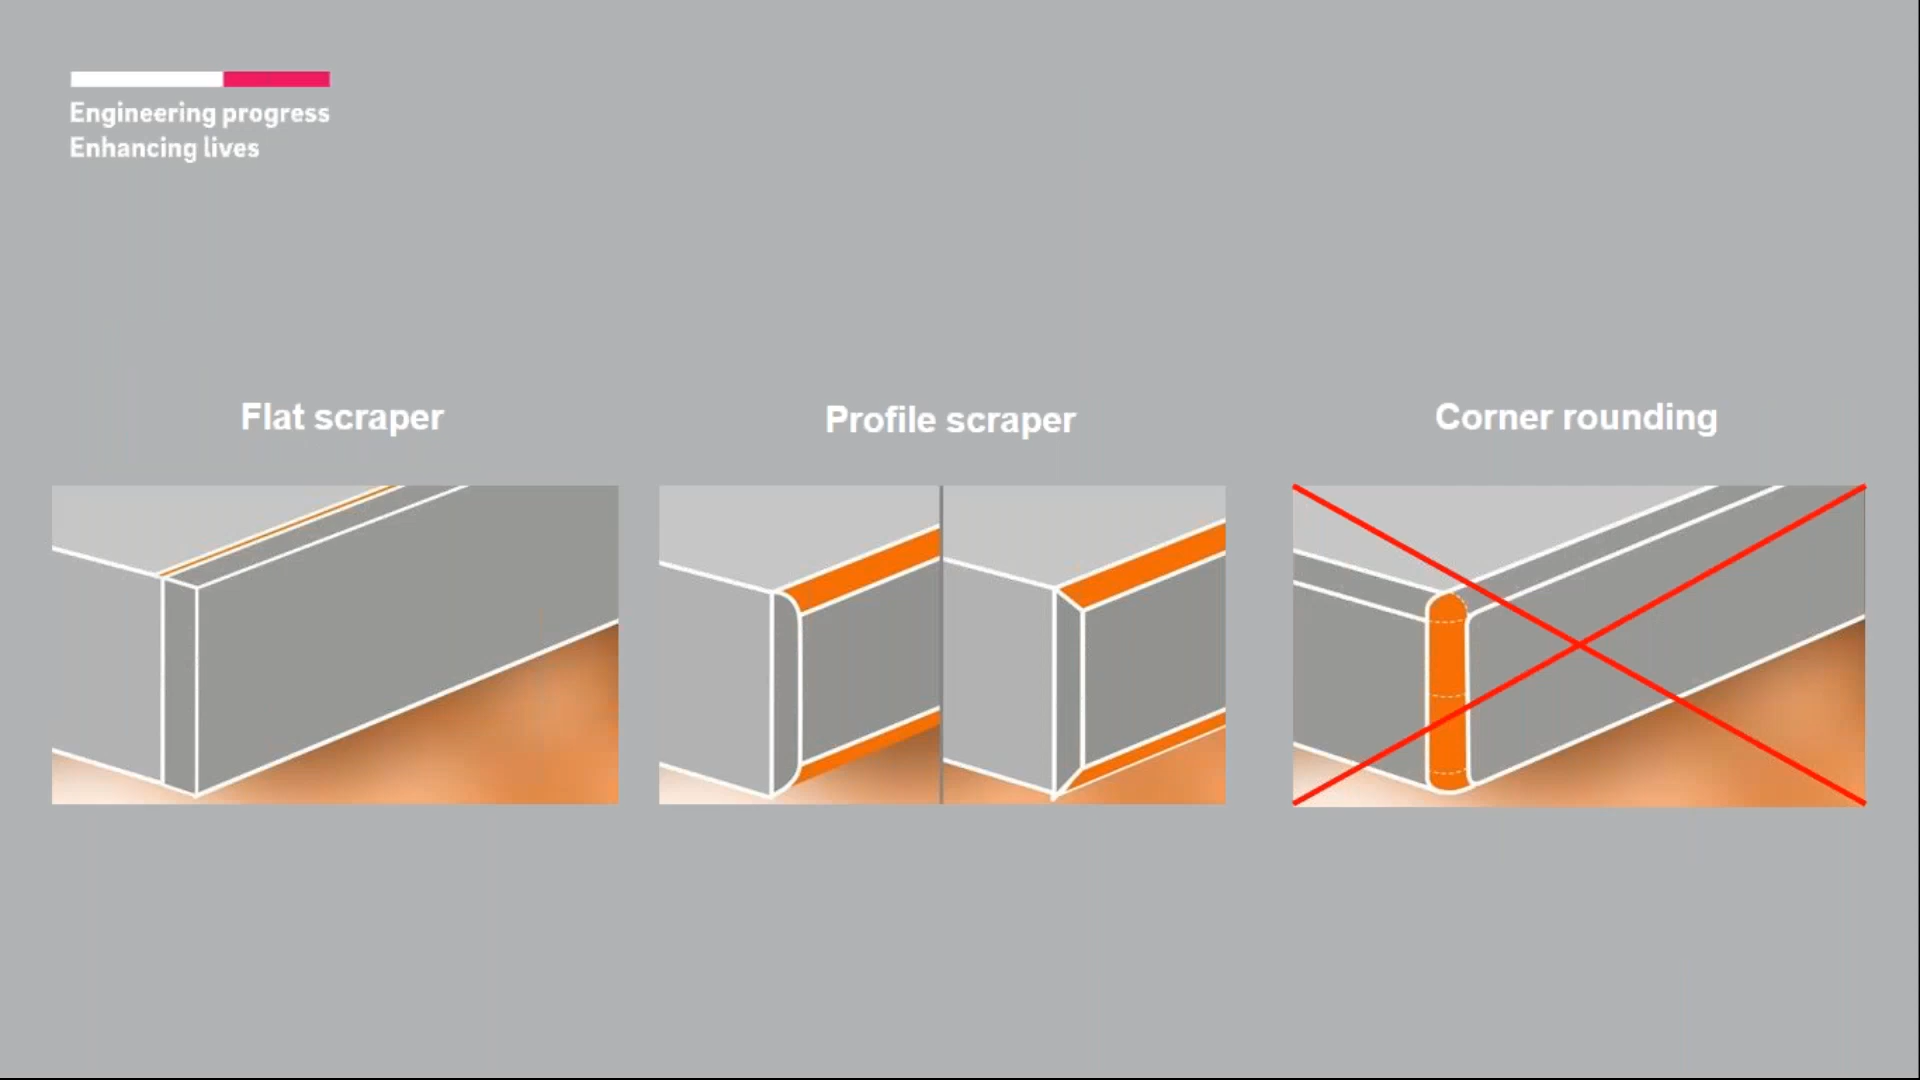 Engineering progress
Enhancing lives
Flat scraper
Profile scraper
Corner rounding